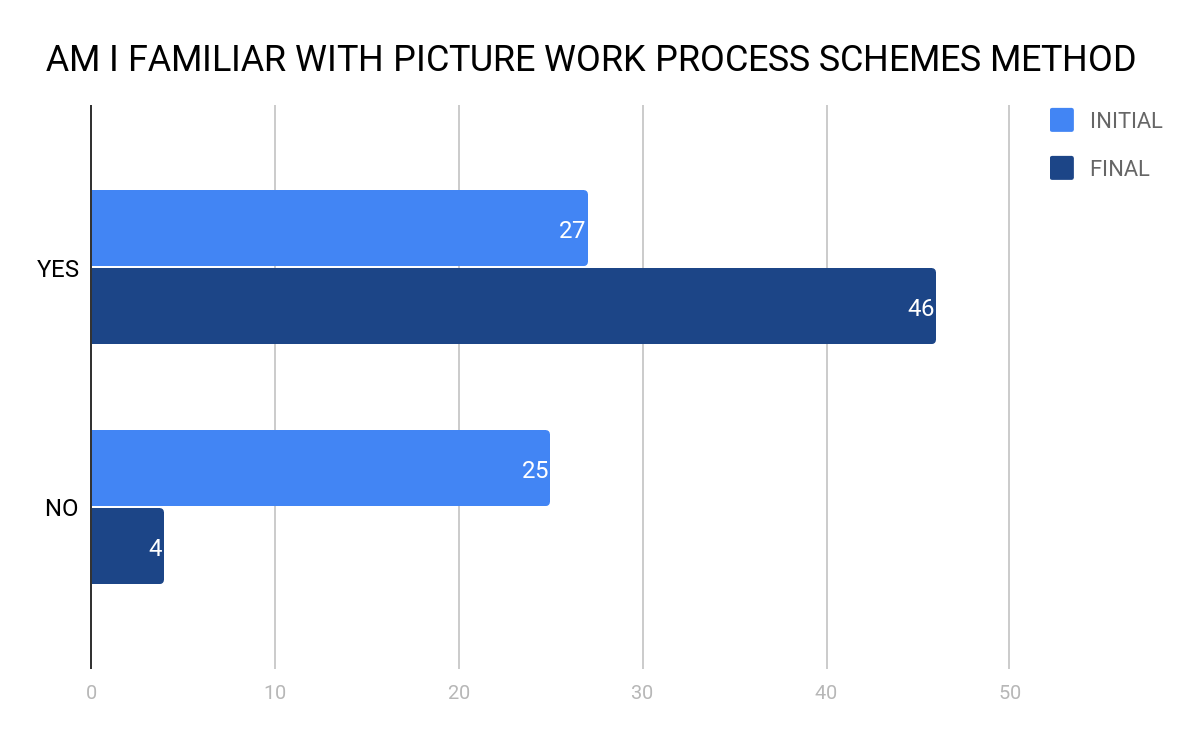 AM I FAMILIAR WITH PICTURE WORK PROCESS SCHEMES METHOD
INITIAL
FINAL
YES
27
46
NO
25
4
0 10 20 30 40 50